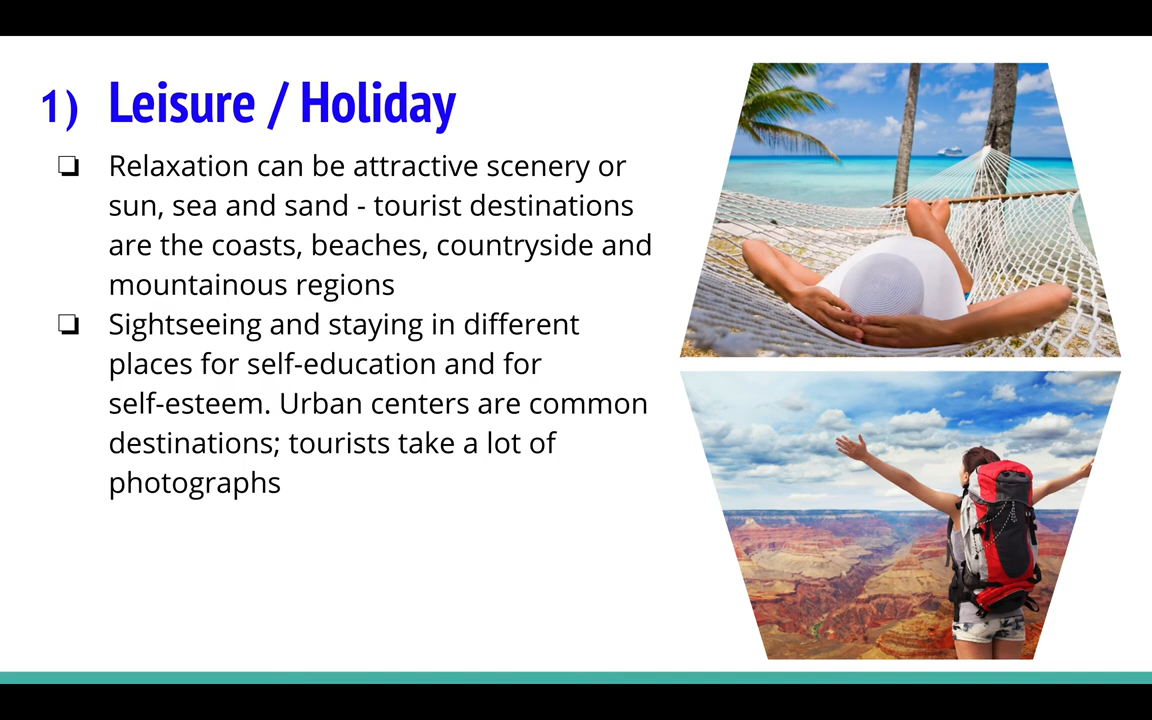 1) Leisure / Holiday
❏ Relaxation can be attractive scenery or
sun, sea and sand - tourist destinations
are the coasts, beaches, countryside and
mountainous regions
❏ Sightseeing and staying in different
places for self-education and for
self-esteem. Urban centers are common
destinations; tourists take a lot of
photographs